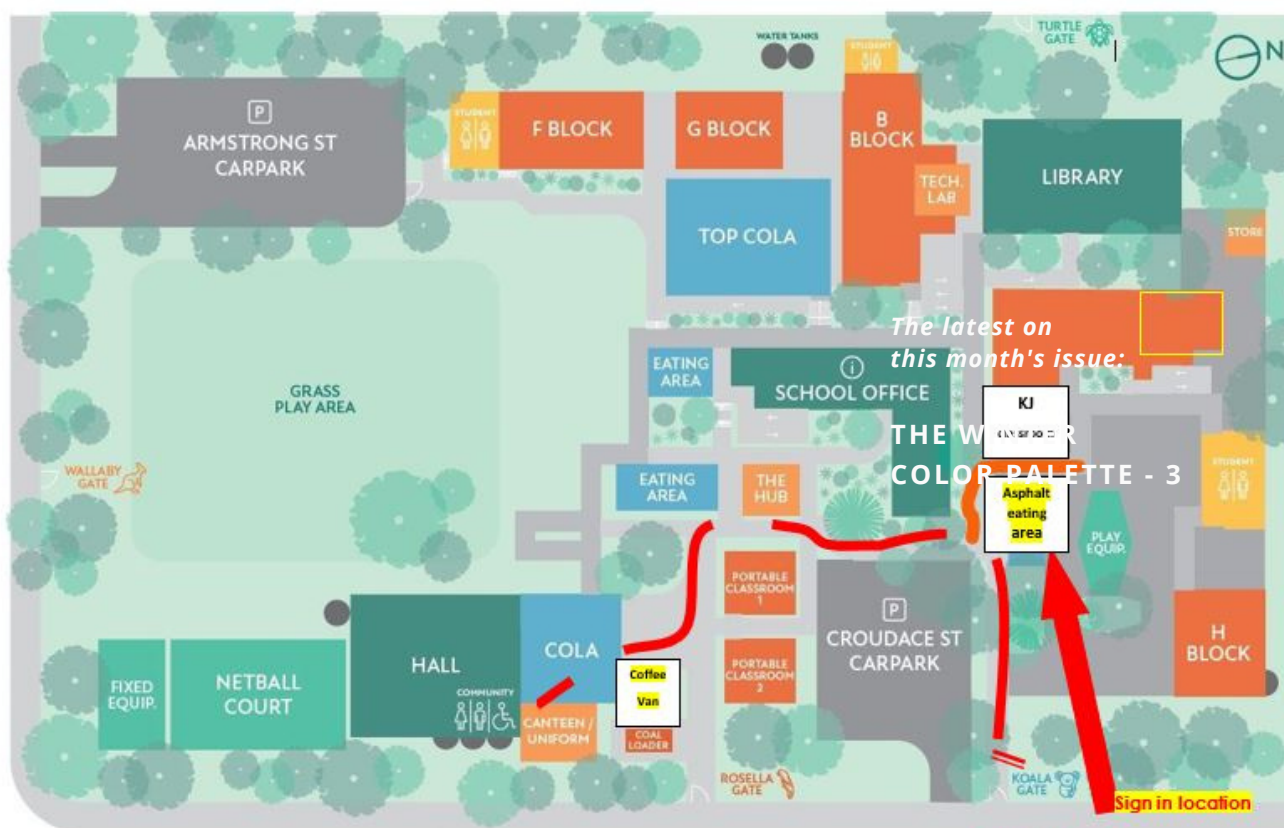 WATER TANKS
TURTLE
GATE
N
STUDENT
P
ARMSTRONG ST
CARPARK
STUDENT
F BLOCK
G BLOCK
B
BLOCK
TECH.
LAB
LIBRARY
TOP COLA
STORE
The latest on
this month's issue:
EATING
AREA
i
SCHOOL OFFICE
GRASS
PLAY AREA
KJ
THE
COLOR PALETTE - 3
WALLABY
GATE
EATING
AREA
THE
HUB
STUDENT
Asphalt
eating
area
PLAY
EQUIP.
PORTABLE
CLASSROOM
1
P
CROUDACE ST
CARPARK
H
BLOCK
HALL
COLA
FIXED
EQUIP.
NETBALL
COURT
PORTABLE
CLASSROOM
2
Coffee
Van
COMMUNITY
CANTEEN /
UNIFORM
COAL
LOADER
ROSELLA
GATE
KOALA
GATE
Sign in location